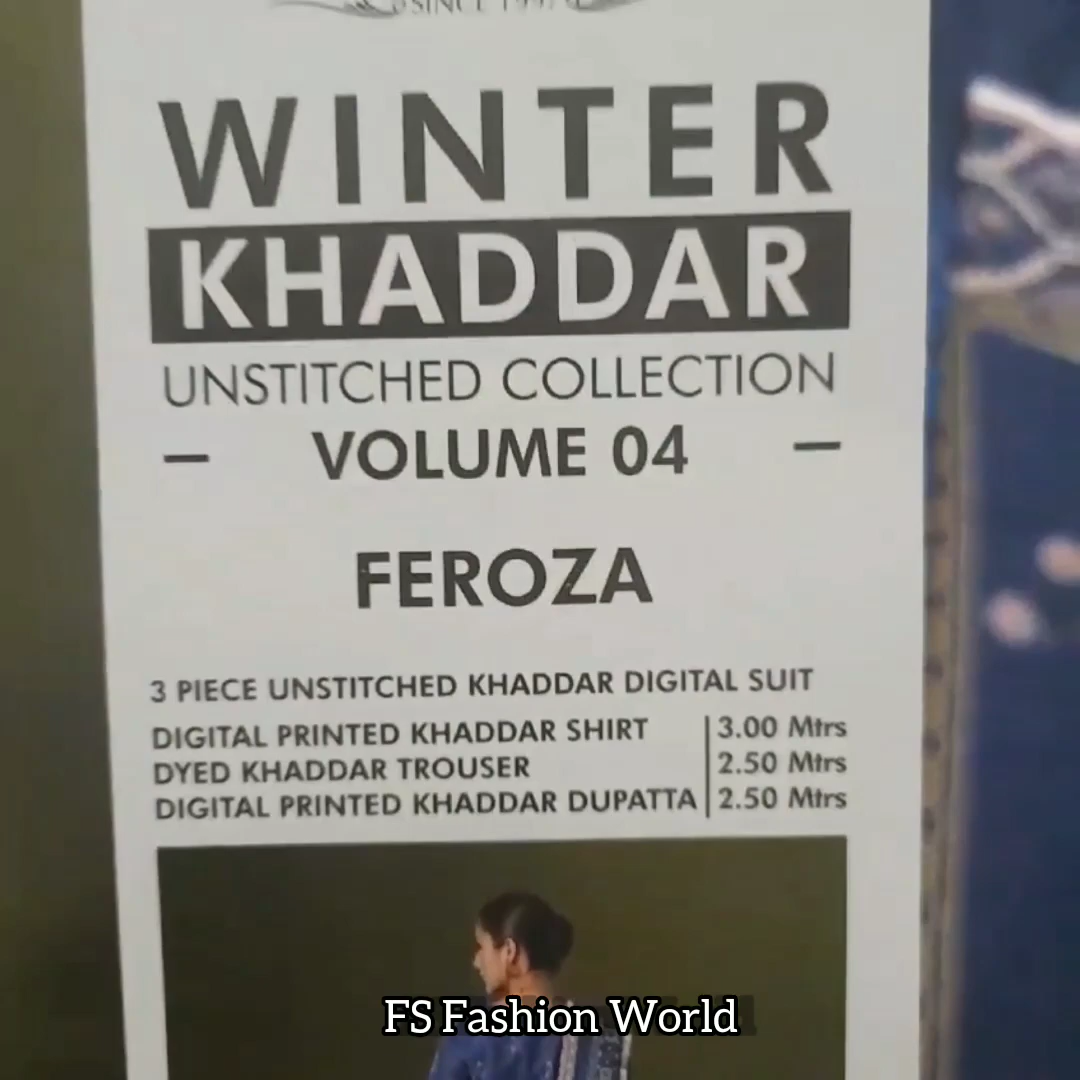 SINCE
WINTER
KHADDAR
UNSTITCHED COLLECTION
— VOLUME 04 —
FEROZA
3 PIECE UNSTITCHED KHADDAR DIGITAL SUIT
DIGITAL PRINTED KHADDAR SHIRT | 3.00 Mtrs
DYED KHADDAR TROUSER | 2.50 Mtrs
DIGITAL PRINTED KHADDAR DUPATTA | 2.50 Mtrs
FS Fashion World